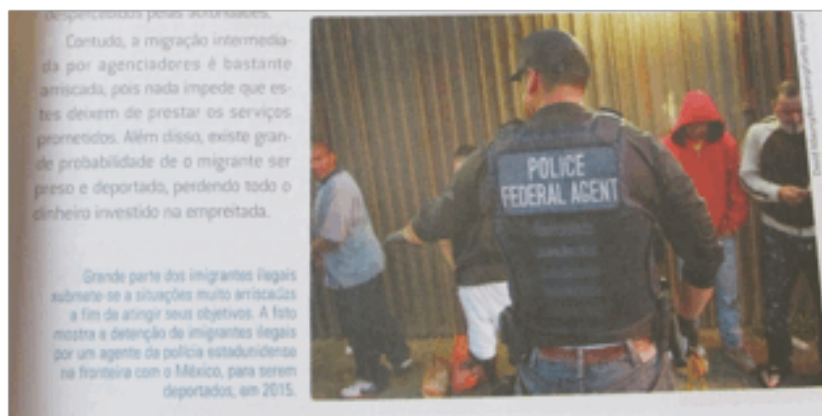 despercebidos pelas autoridades.
Contudo, a migração intermedia-
da por agenciadores é bastante
arriscada, pois nada impede que es-
tes deixem de prestar os serviços
prometidos. Além disso, existe gran-
de probabilidade de o migrante ser
preso e deportado, perdendo todo o
dinheiro investido na empreitada.
Grande parte dos imigrantes ilegais
submete-se a situações muito arriscadas
a fim de atingir seus objetivos. A foto
mostra a detenção de imigrantes ilegais
por um agente da polícia estadunidense
na fronteira com o México, para serem
deportados, em 2015.
POLICE
FEDERAL AGENT